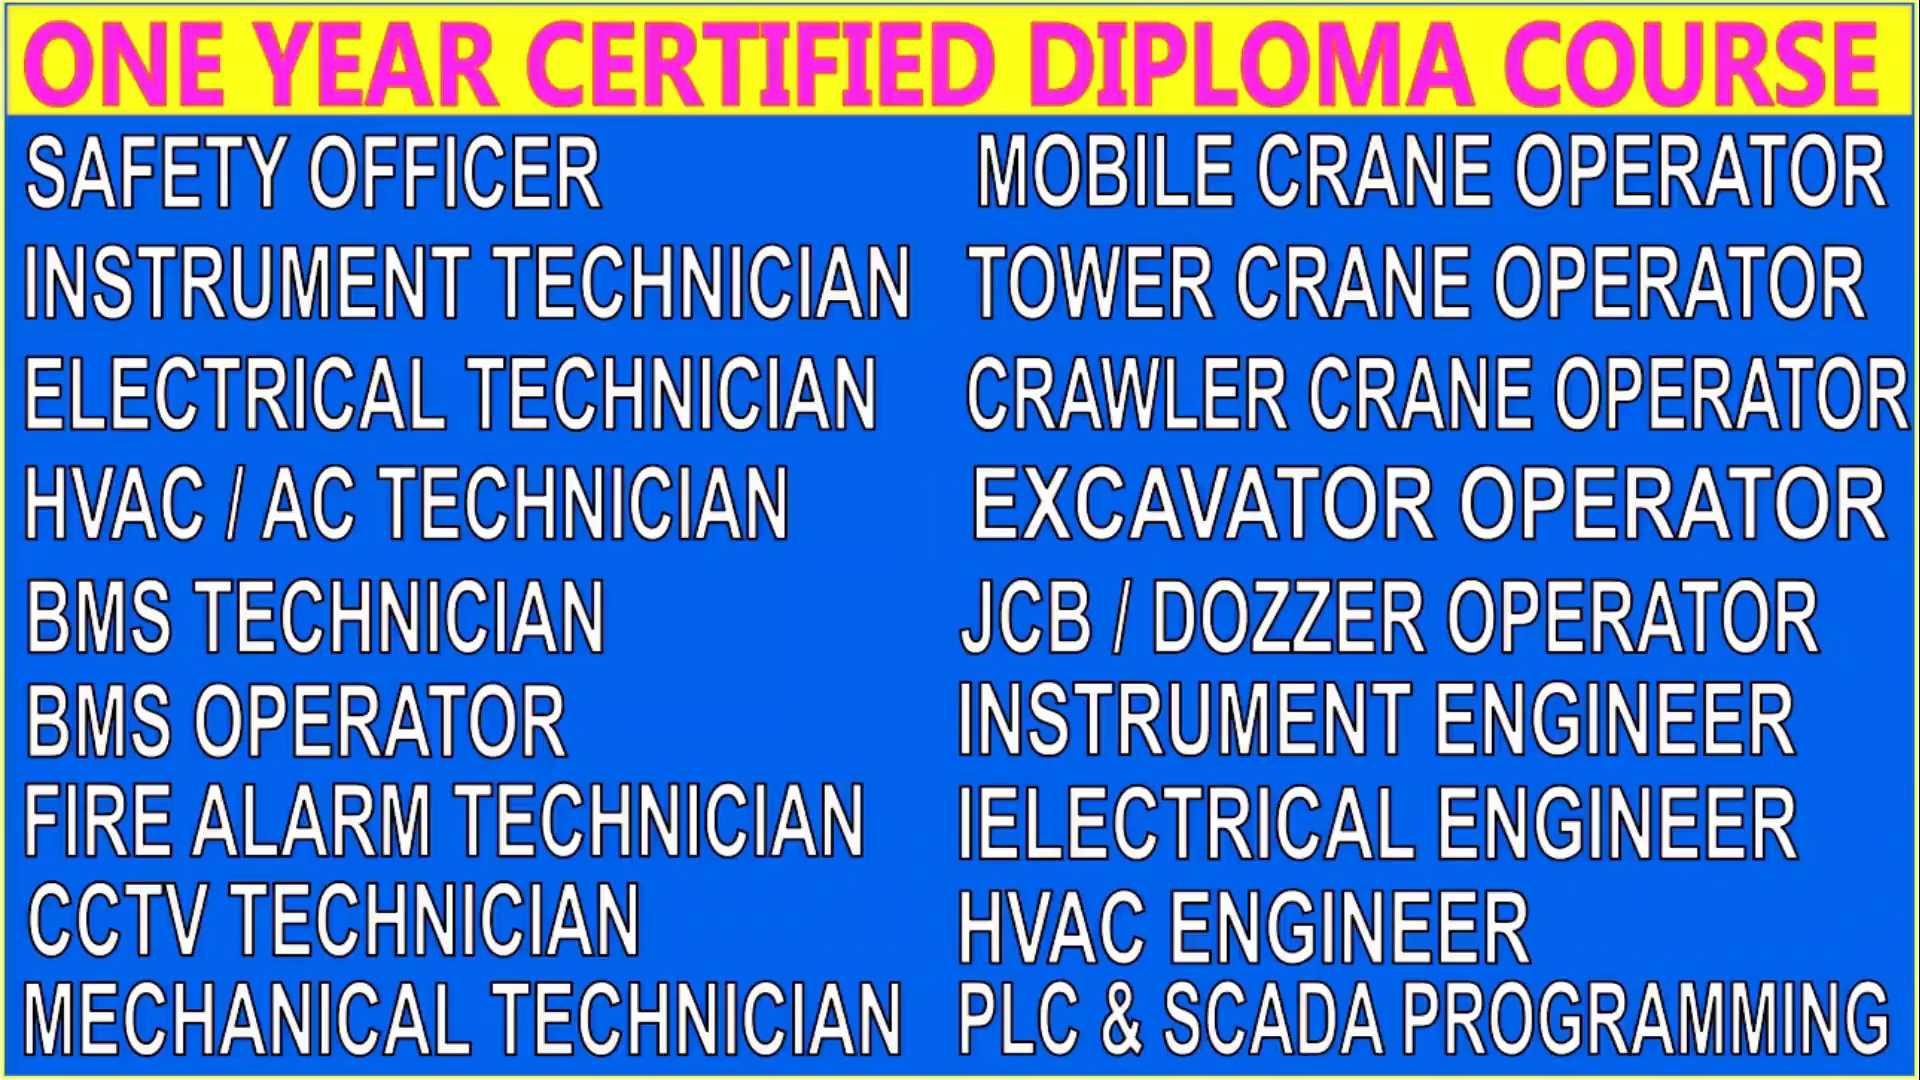 ONE YEAR CERTIFIED DIPLOMA COURSE
SAFETY OFFICER
INSTRUMENT TECHNICIAN
ELECTRICAL TECHNICIAN
HVAC / AC TECHNICIAN
BMS TECHNICIAN
BMS OPERATOR
FIRE ALARM TECHNICIAN
CCTV TECHNICIAN
MECHANICAL TECHNICIAN
MOBILE CRANE OPERATOR
TOWER CRANE OPERATOR
CRAWLER CRANE OPERATOR
EXCAVATOR OPERATOR
JCB / DOZZER OPERATOR
INSTRUMENT ENGINEER
IELECTRICAL ENGINEER
HVAC ENGINEER
PLC & SCADA PROGRAMMING